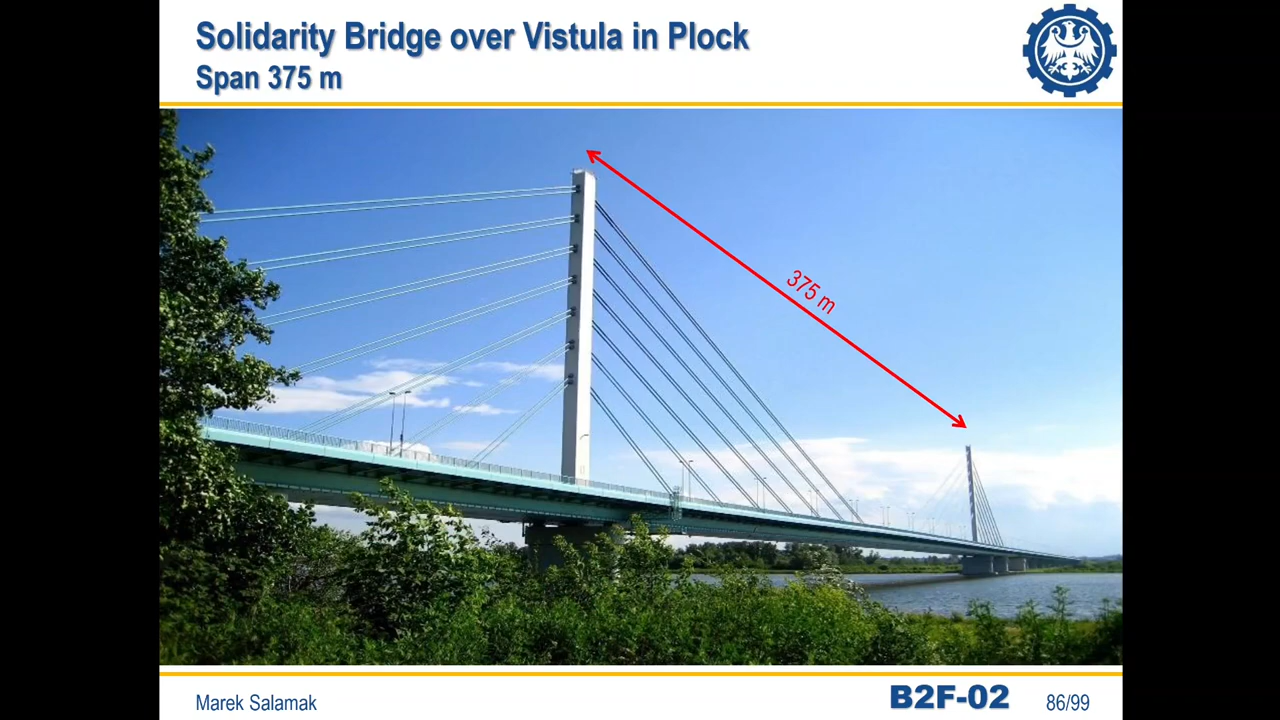 Solidarity Bridge over Vistula in Plock
Span 375 m
375 m
Marek Salamak
B2F-02
86/99